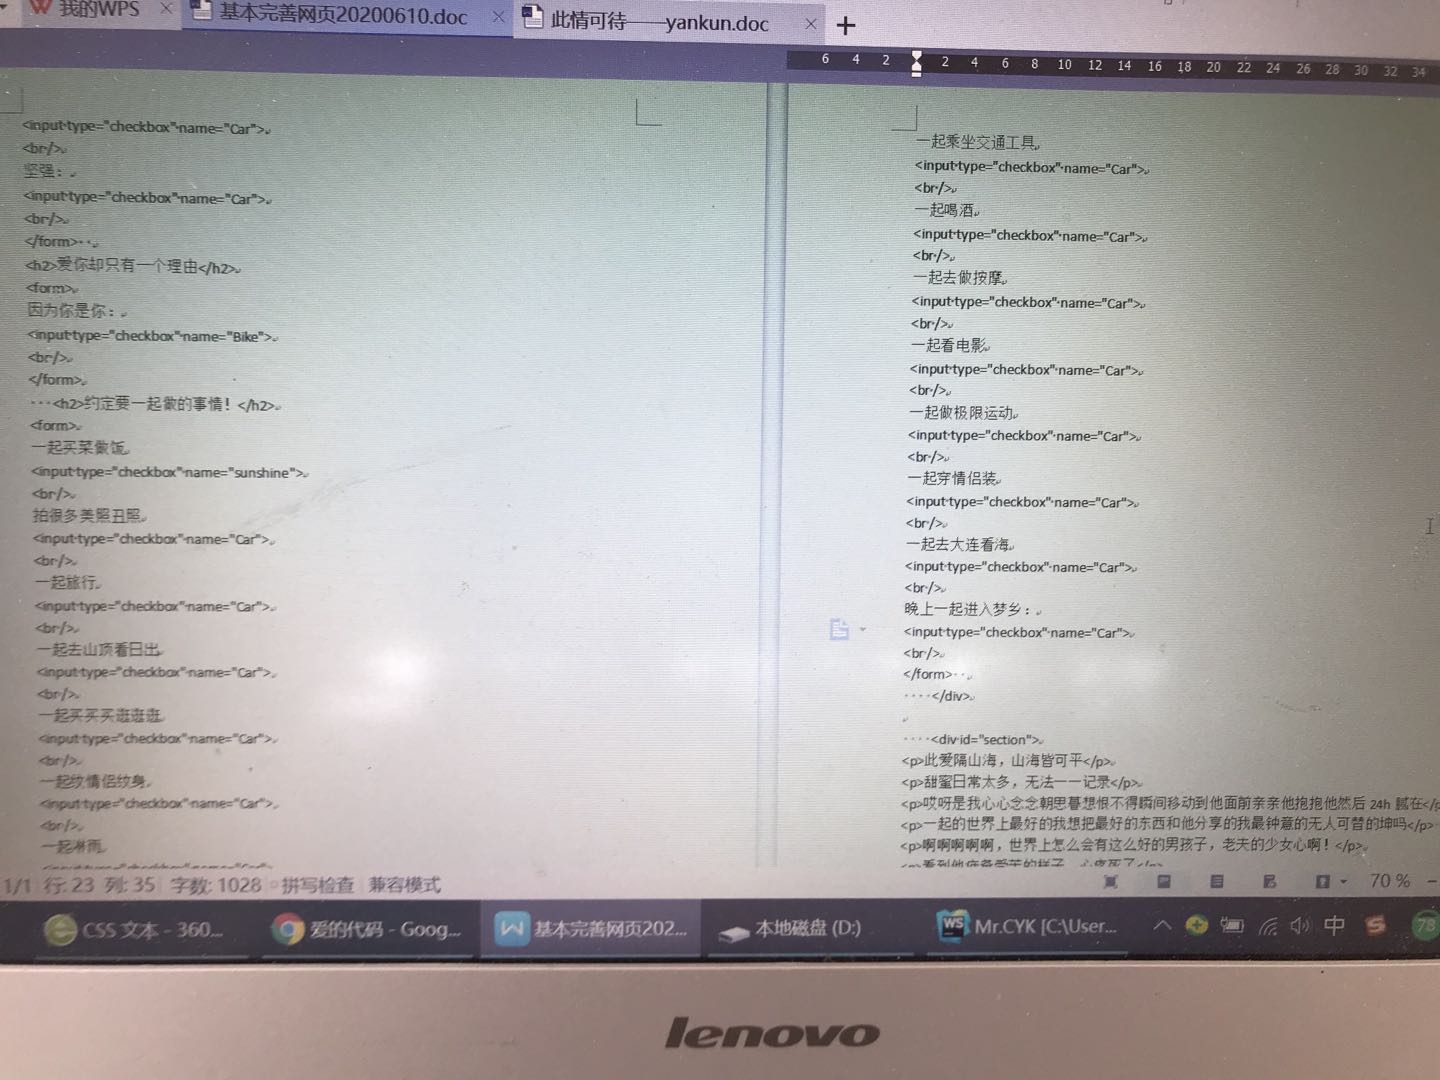 我的WPS
基本完善网页20200610.doc
此情可待——yankun.doc
6 4 2 2 4 6 8 10 12 14 16 18 20 22 24 26 28 30 32 34
<input type="checkbox" name="Car">
<br/>
坚强：
<input type="checkbox" name="Car">
<br/>
</form>
<h2>爱你却只有一个理由</h2>
<form>
因为你是你：
<input type="checkbox" name="Bike">
<br/>
</form>
<h2>约定要一起做的事情！</h2>
<form>
一起买菜做饭
<input type="checkbox" name="sunshine">
<br/>
拍很多美照丑照
<input type="checkbox" name="Car">
<br/>
一起旅行
<input type="checkbox" name="Car">
<br/>
一起去山顶看日出
<input type="checkbox" name="Car">
<br/>
一起买买买逛逛逛
<input type="checkbox" name="Car">
<br/>
一起纹情侣纹身
<input type="checkbox" name="Car">
<br/>
一起淋雨
一起乘坐交通工具
<input type="checkbox" name="Car">
<br/>
一起喝酒
<input type="checkbox" name="Car">
<br/>
一起去做按摩
<input type="checkbox" name="Car">
<br/>
一起看电影
<input type="checkbox" name="Car">
<br/>
一起做极限运动
<input type="checkbox" name="Car">
<br/>
一起穿情侣装
<input type="checkbox" name="Car">
<br/>
一起去大连看海
<input type="checkbox" name="Car">
<br/>
晚上一起进入梦乡：
<input type="checkbox" name="Car">
<br/>
</form>
</div>
<div id="section">
<p>此爱隔山海，山海皆可平</p>
<p>甜蜜日常太多，无法一一记录</p>
<p>哎呀是我心心念念朝思暮想恨不得瞬间移动到他面前亲亲他抱抱他然后 24h 腻在</p
<p>一起的世界上最好的我想把最好的东西和他分享的我最钟意的无人可替的坤吗</p>
<p>啊啊啊啊啊，世界上怎么会有这么好的男孩子，老夫的少女心啊！</p>
1/1 行: 23 列: 35 字数: 1028 拼写检查 兼容模式
70 %
CSS 文本 - 360...
爱的代码 - Goog...
基本完善网页202...
本地磁盘 (D:)
WS
Mr.CYK [C:\User...
中
78
lenovo